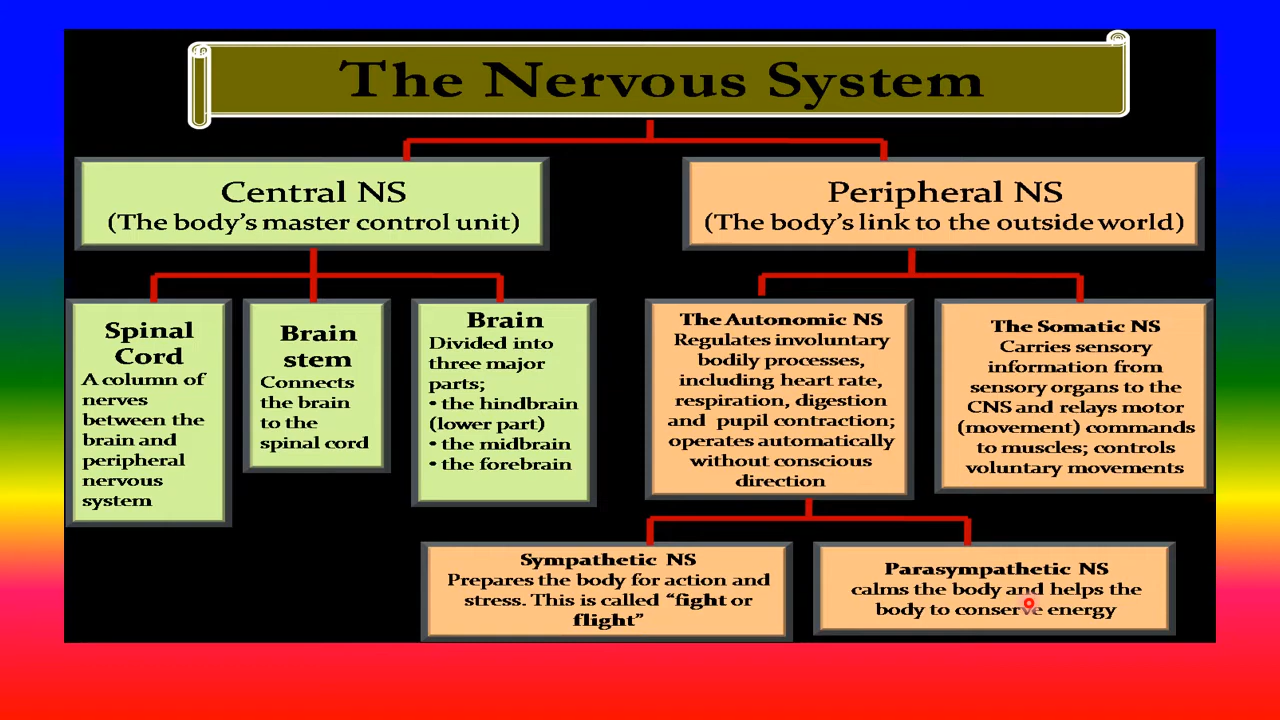 The Nervous System
Central NS
(The body's master control unit)
Peripheral NS
(The body's link to the outside world)
Spinal
Cord
A column of
nerves
between the
brain and
peripheral
nervous
system
Brain
stem
Connects
the brain
to the
spinal cord
Brain
Divided into
three major
parts;
• the hindbrain
(lower part)
• the midbrain
• the forebrain
The Autonomic NS
Regulates involuntary
bodily processes,
including heart rate,
respiration, digestion
and pupil contraction;
operates automatically
without conscious
direction
The Somatic NS
Carries sensory
information from
sensory organs to the
CNS and relays motor
(movement) commands
to muscles; controls
voluntary movements
Sympathetic NS
Prepares the body for action and
stress. This is called "fight or
flight"
Parasympathetic NS
calms the body and helps the
body to conserve energy